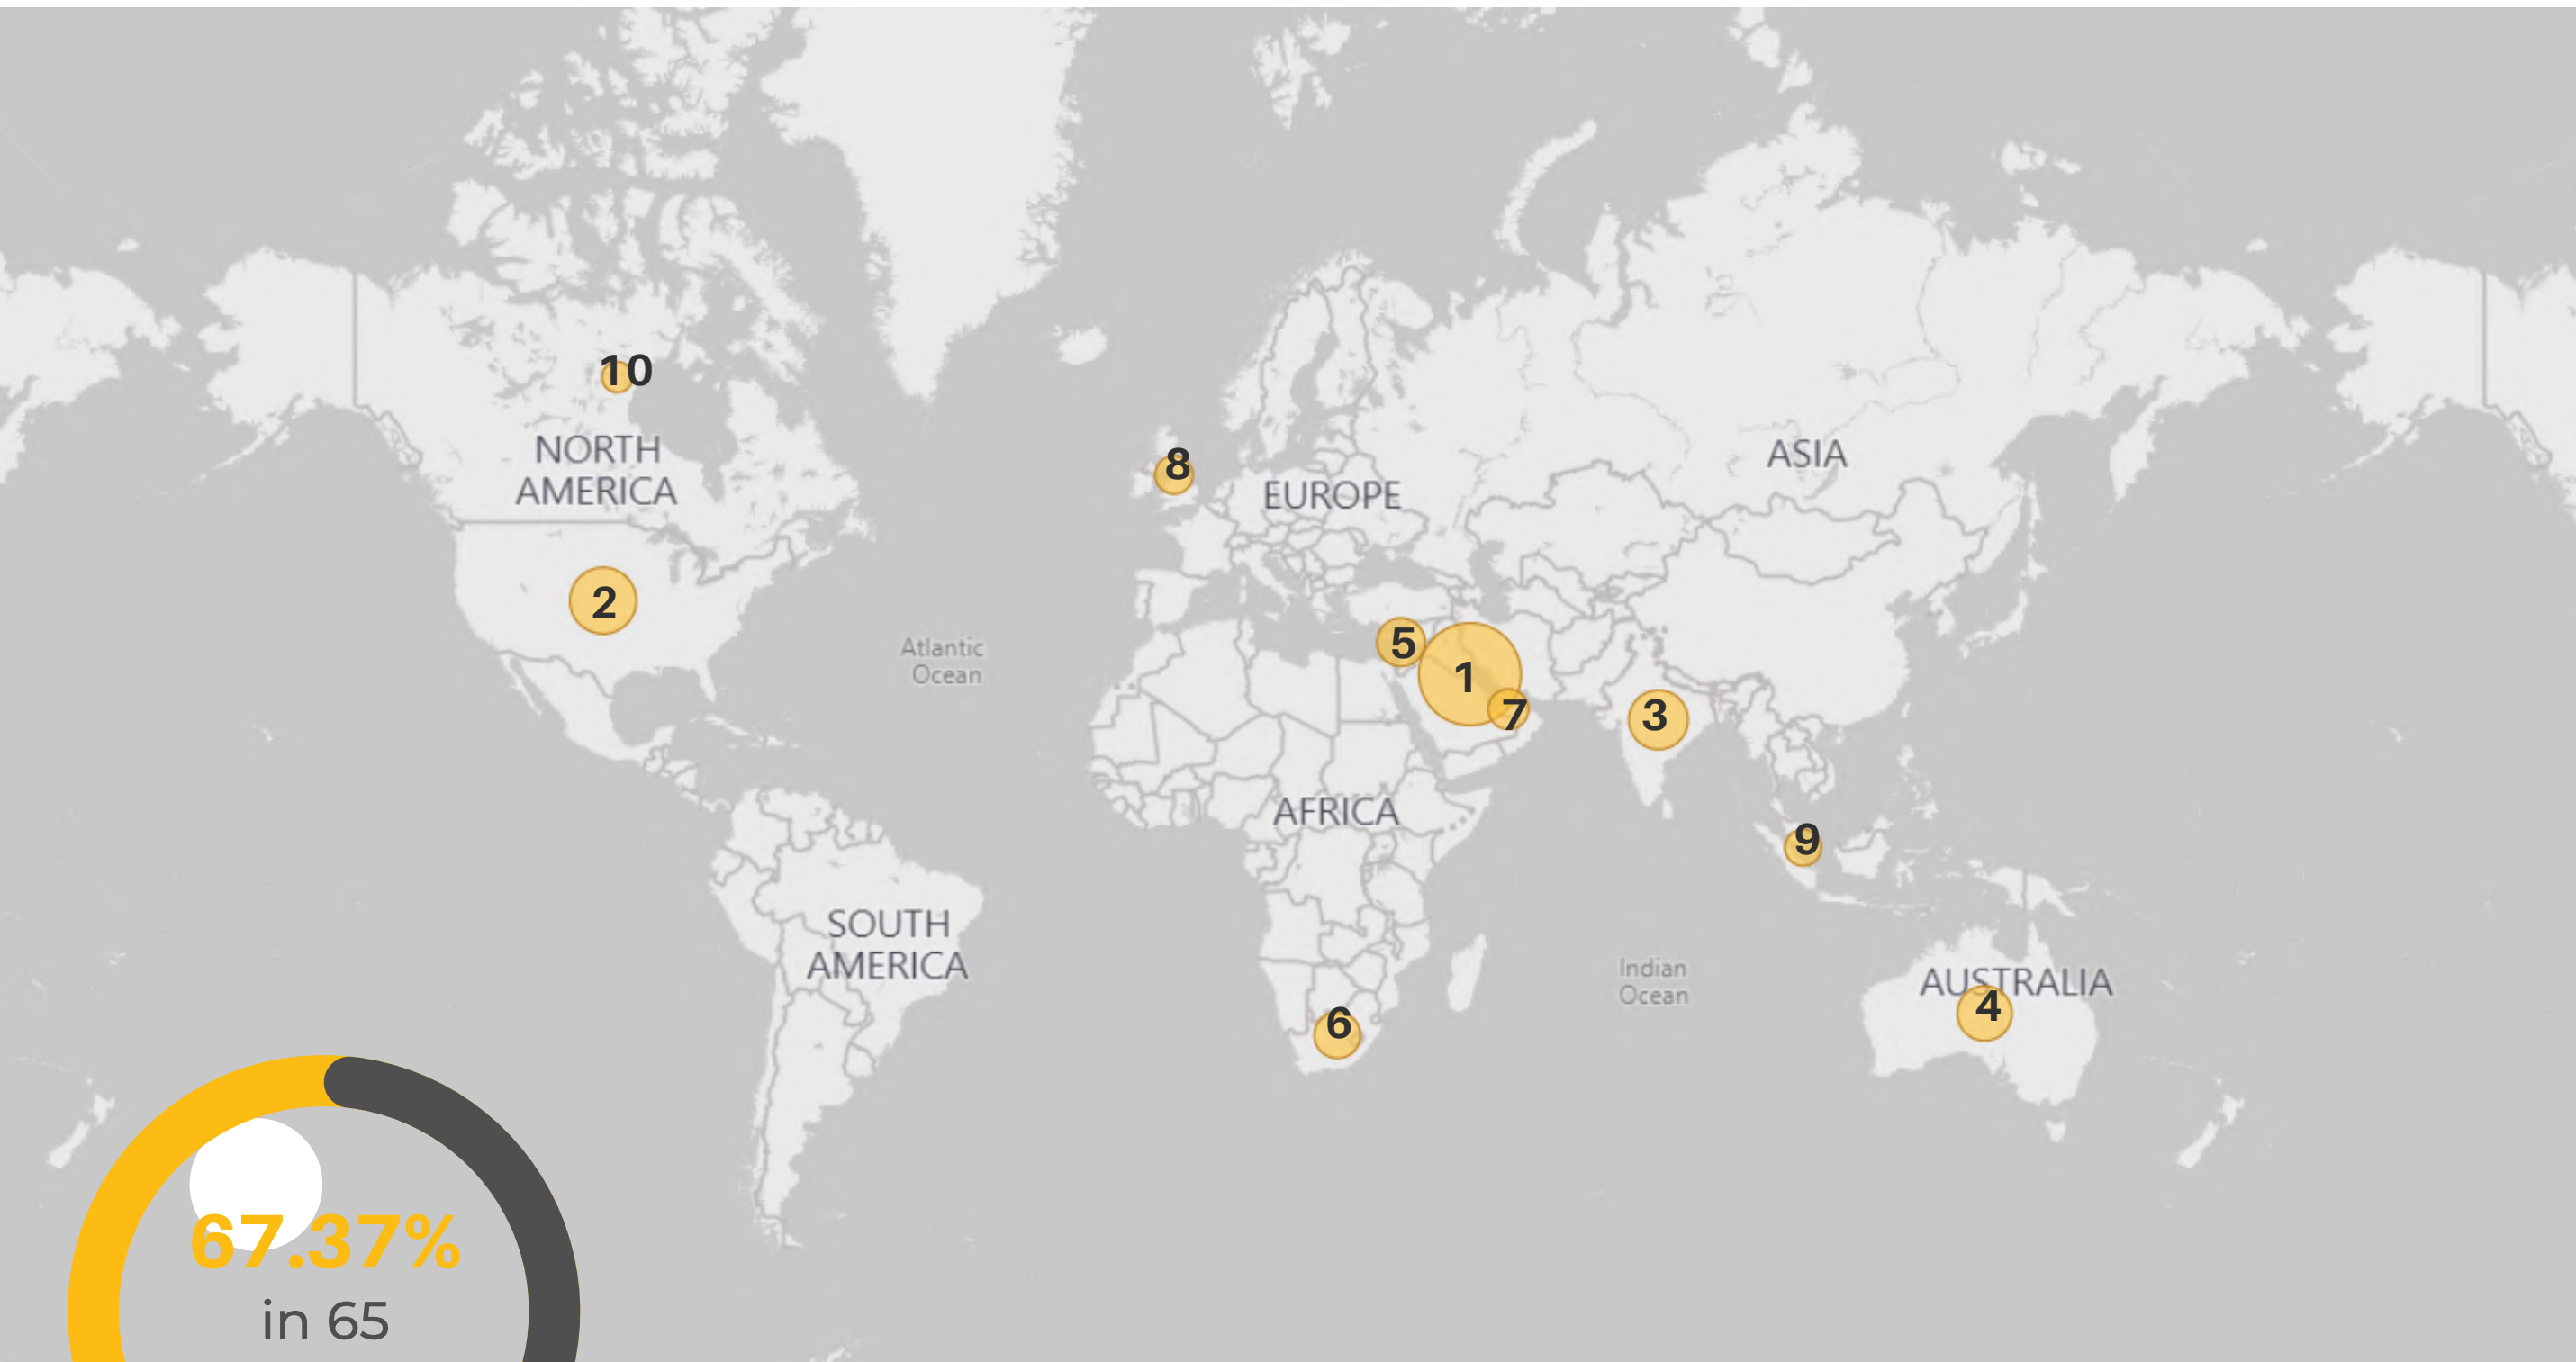 10
8
NORTH
AMERICA
EUROPE
ASIA
2
5
1
7
3
Atlantic
Ocean
AFRICA
9
SOUTH
AMERICA
Indian
Ocean
AUSTRALIA
4
6
67.37%
in 65